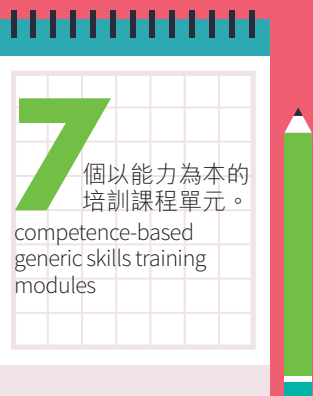 7
個以能力為本的
培訓課程單元。
competence-based
generic skills training
modules